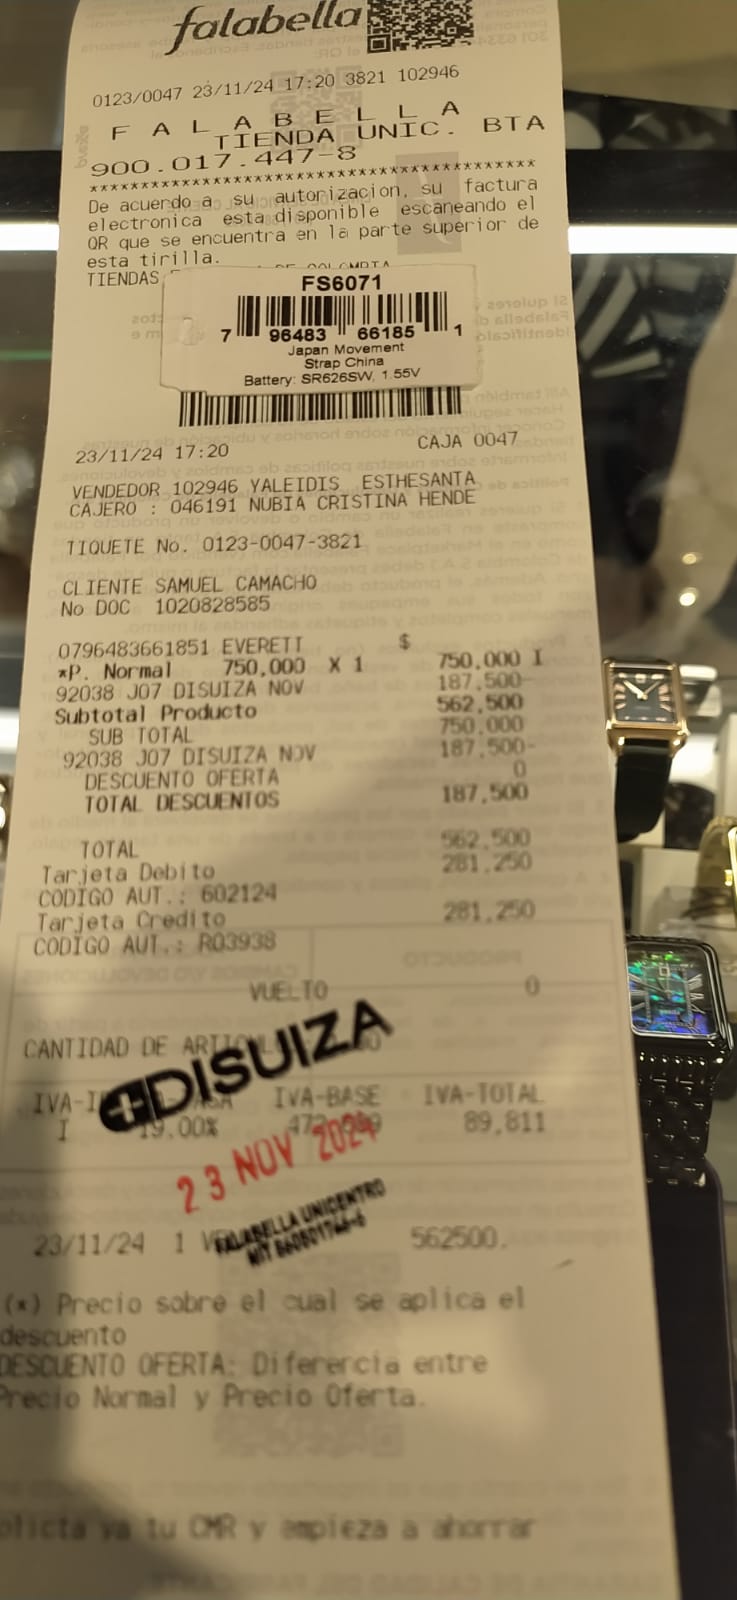 falabella
0123/0047 23/11/24 17:20 3821 102946
F A L A B E L L A
TIENDA UNIC. BTA
900.017.447-8
****************************************
De acuerdo a su autorizacion, su factura
electronica esta disponible escaneando el
QR que se encuentra en la parte superior de
esta tirilla.
TIENDAS DE COLOMBIA
FS6071
7 96483 66185 1
Japan Movement
Strap China
Battery: SR626SW, 1.55V
23/11/24 17:20 CAJA 0047
VENDEDOR 102946 YALEIDIS ESTHESANTA
CAJERO : 046191 NUBIA CRISTINA HENDE
TIQUETE No. 0123-0047-3821
CLIENTE SAMUEL CAMACHO
No DOC 1020828585
0796483661851 EVERETT $
*P. Normal 750,000 X 1 750,000 I
92038 J07 DISUIZA NOV 187,500-
Subtotal Producto 562,500
SUB TOTAL 750,000
92038 J07 DISUIZA NOV 187,500-
DESCUENTO OFERTA 0
TOTAL DESCUENTOS 187,500
TOTAL 562,500
Tarjeta Debito 281,250
CODIGO AUT.: 602124
Tarjeta Credito 281,250
CODIGO AUT.: R03938
VUELTO 0
CANTIDAD DE
DISUIZA
IVA-BASE IVA-TOTAL
I 19.00% 89,811
23 NOV 2024
FALABELLA UNICENTRO
NIT
23/11/24 1 562500.
(*) Precio sobre el cual se aplica el
descuento
DESCUENTO OFERTA: Diferencia entre
Precio Normal y Precio Oferta.
olicta ya tu CMR y empieza a ahorrar